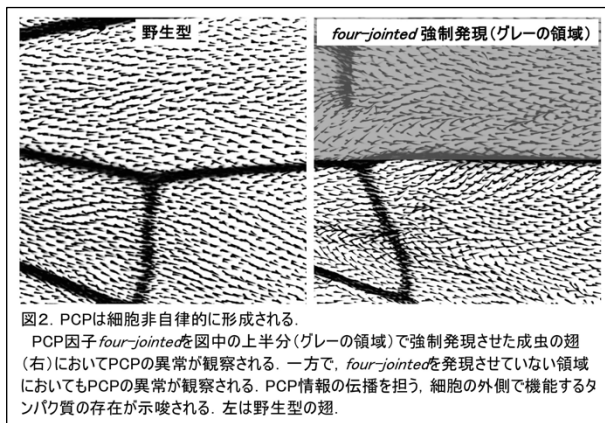 野生型
four-jointed 強制発現(グレーの領域)
図2. PCPは細胞非自律的に形成される.
PCP因子four-jointedを図中の上半分(グレーの領域)で強制発現させた成虫の翅
(右)においてPCPの異常が観察される. 一方で, four-jointedを発現させていない領域
においてもPCPの異常が観察される. PCP情報の伝播を担う, 細胞の外側で機能するタ
ンパク質の存在が示唆される. 左は野生型の翅.